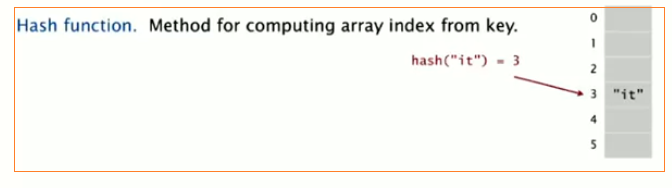 Hash function. Method for computing array index from key.
hash("it") = 3
0
1
2
3 "it"
4
5